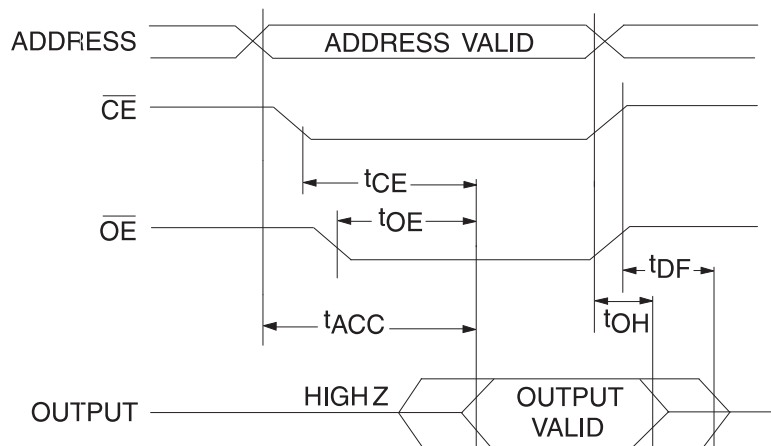 ADDRESS
ADDRESS VALID
CE
tCE
OE
tOE
tDF
tACC
tOH
HIGH Z
OUTPUT
OUTPUT
VALID